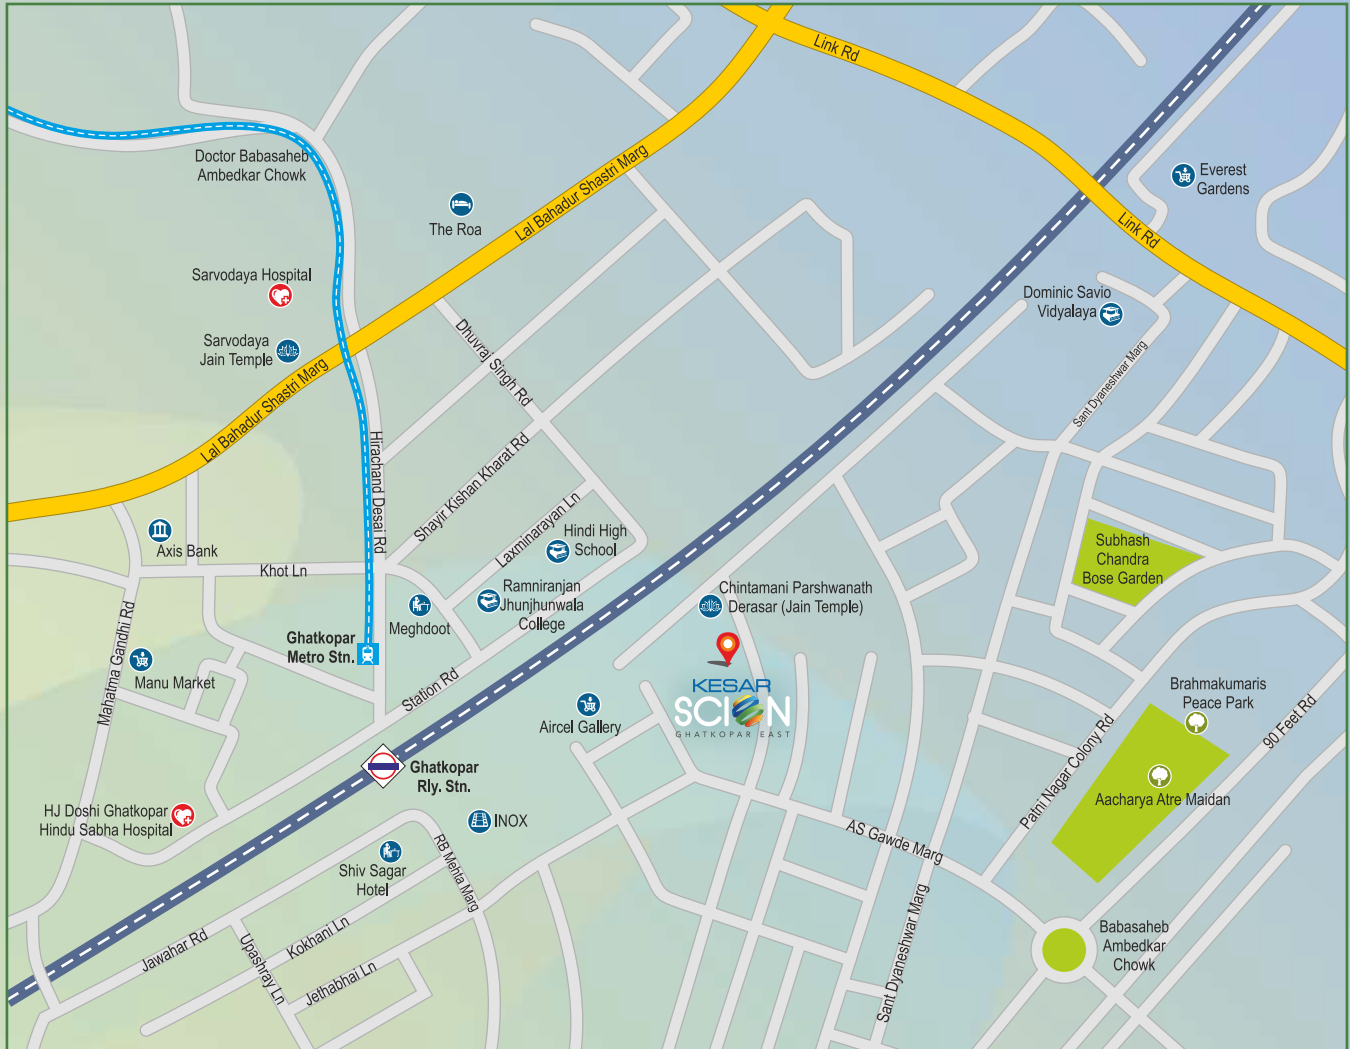 Link Rd
Doctor Babasaheb
Ambedkar Chowk
Lal Bahadur Shastri Marg
Everest
Gardens
The Roa
Link Rd
Sarvodaya Hospital
Dominic Savio
Vidyalaya
Sarvodaya
Jain Temple
Dhuvraj Singh Rd
Sant Dyaneshwar Marg
Lal Bahadur Shastri Marg
Hirachand Desai Rd
Shayir Kishan Kharat Rd
Laxminarayan Ln
Axis Bank
Hindi High
School
Subhash
Chandra
Bose Garden
Khot Ln
Ramniranjan
Jhunjhunwala
College
Chintamani Parshwanath
Derasar (Jain Temple)
Meghdoot
Mahatma Gandhi Rd
Ghatkopar
Metro Stn.
Manu Market
Station Rd
KESAR
SCION
GHATKOPAR EAST
Aircel Gallery
Brahmakumaris
Peace Park
90 Feet Rd
Patni Nagar Colony Rd
Ghatkopar
Rly. Stn.
Aacharya Atre Maidan
HJ Doshi Ghatkopar
Hindu Sabha Hospital
INOX
AS Gawde Marg
RB Mehla Marg
Shiv Sagar
Hotel
Sant Dyaneshwar Marg
Kokhani Ln
Jawahar Rd
Upashray Ln
Jethabhai Ln
Babasaheb
Ambedkar
Chowk